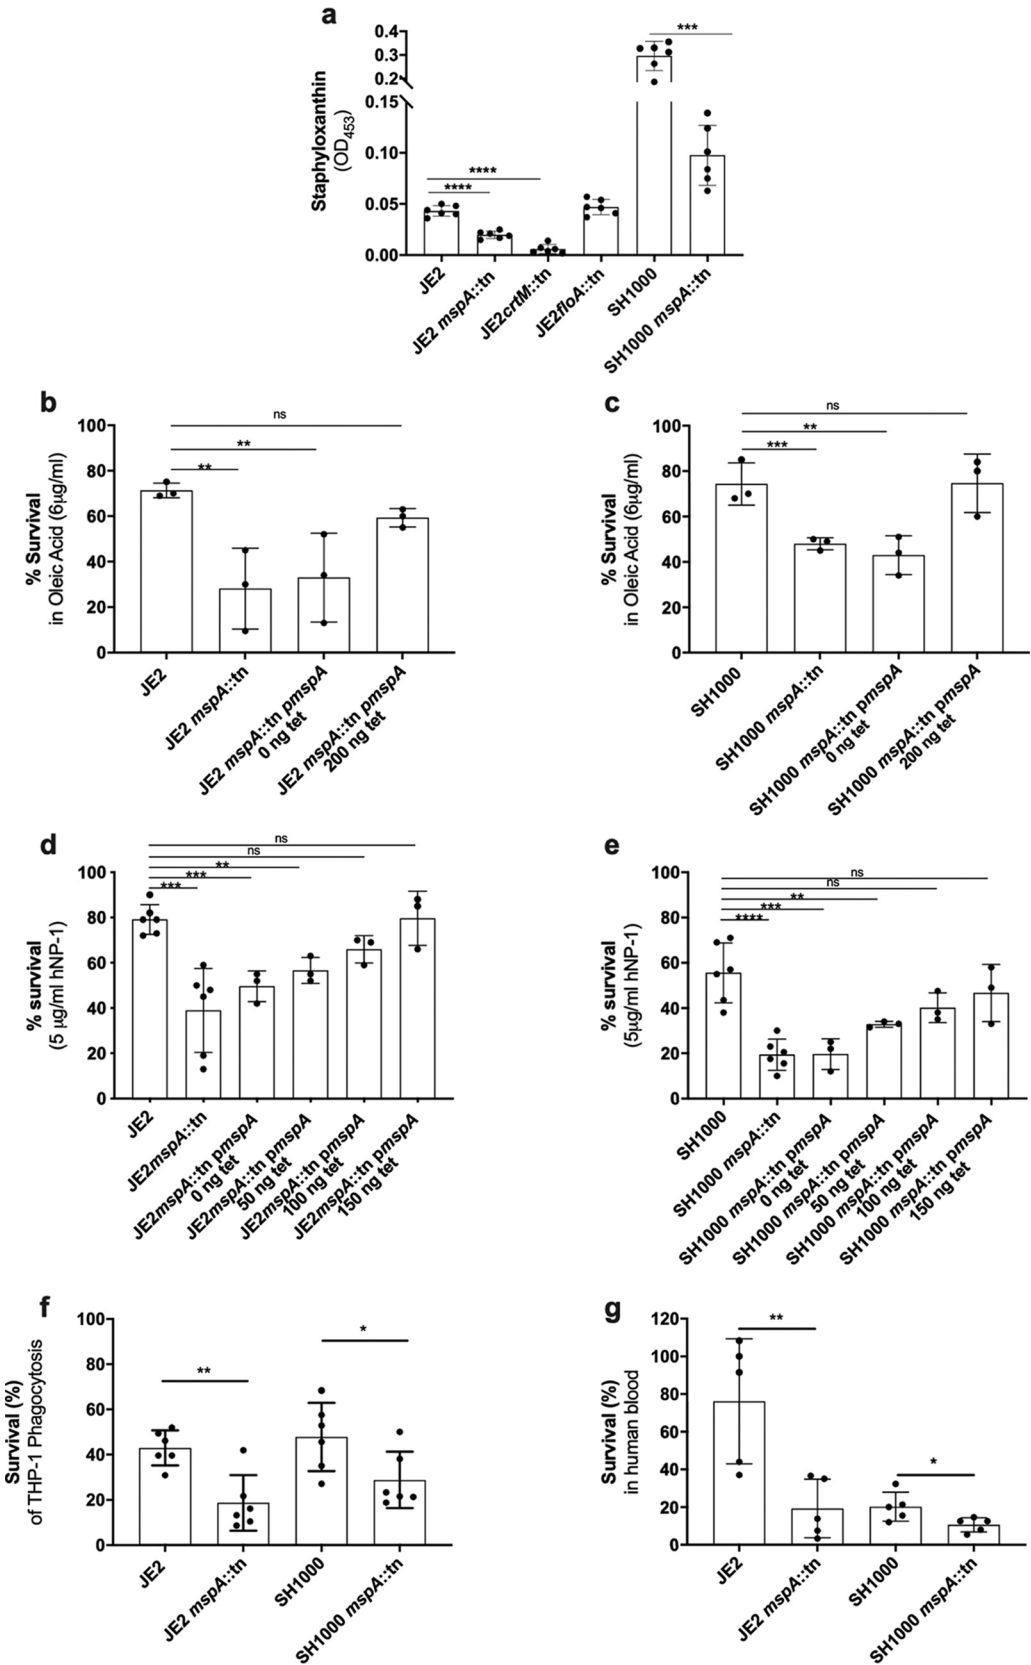 a
***
0.4
0.3
0.2
0.15
0.10
0.05
0.00
Staphyloxanthin
(OD453)
****
****
JE2
JE2 mspA::tn
JE2crtM::tn
JE2floA::tn
SH1000
SH1000 mspA::tn
b
ns
**
**
100
80
60
40
20
0
% Survival
in Oleic Acid (6µg/ml)
JE2
JE2 mspA::tn
JE2 mspA::tn pmspA
0 ng tet
JE2 mspA::tn pmspA
200 ng tet
c
ns
**
***
100
80
60
40
20
0
% Survival
in Oleic Acid (6µg/ml)
SH1000
SH1000 mspA::tn
SH1000 mspA::tn pmspA
0 ng tet
SH1000 mspA::tn pmspA
200 ng tet
d
ns
ns
**
***
***
100
80
60
40
20
0
% survival
(5 µg/ml hNP-1)
JE2
JE2mspA::tn
JE2mspA::tn pmspA
0 ng tet
JE2mspA::tn pmspA
50 ng tet
JE2mspA::tn pmspA
100 ng tet
JE2mspA::tn pmspA
150 ng tet
e
ns
ns
**
***
****
100
80
60
40
20
0
% survival
(5µg/ml hNP-1)
SH1000
SH1000 mspA::tn
SH1000 mspA::tn pmspA
0 ng tet
SH1000 mspA::tn pmspA
50 ng tet
SH1000 mspA::tn pmspA
100 ng tet
SH1000 mspA::tn pmspA
150 ng tet
f
**
*
100
80
60
40
20
0
Survival (%)
of THP-1 Phagocytosis
JE2
JE2 mspA::tn
SH1000
SH1000 mspA::tn
g
**
*
120
100
80
60
40
20
0
Survival (%)
in human blood
JE2
JE2 mspA::tn
SH1000
SH1000 mspA::tn